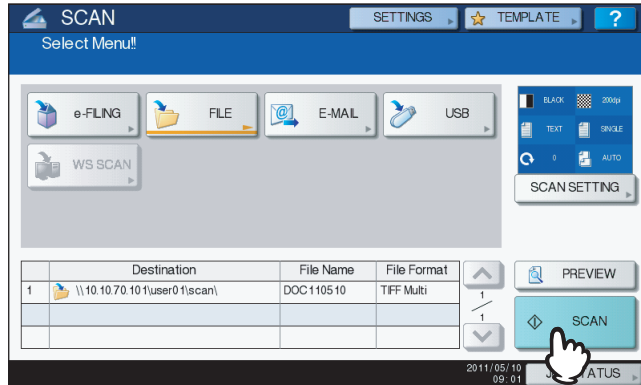 SCAN SETTINGS TEMPLATE ?
Select Menu!!
e-FILING FILE E-MAIL USB
BLACK 200dpi
TEXT SINGLE
0 AUTO
WS SCAN
SCAN SETTING
Destination File Name File Format
1 \\10.10.70.101\user01\scan\ DOC110510 TIFF Multi
1
1
PREVIEW
SCAN
2011/05/10
09:01
ATUS